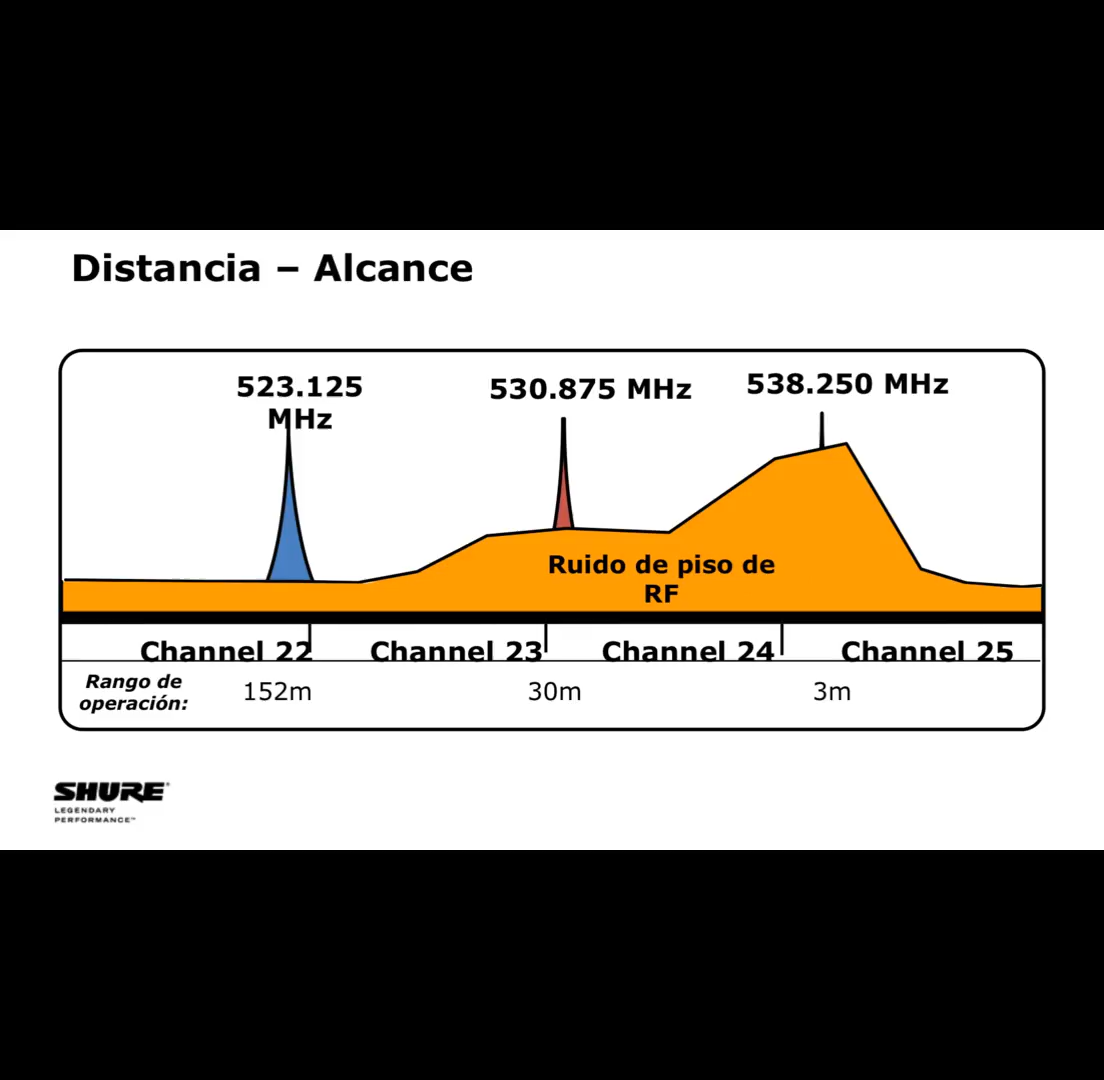 Distancia – Alcance
523.125
MHz
530.875 MHz
538.250 MHz
Ruido de piso de
RF
Channel 22
Channel 23
Channel 24
Channel 25
Rango de
operación:
152m
30m
3m
SHURE®
LEGENDARY
PERFORMANCE™